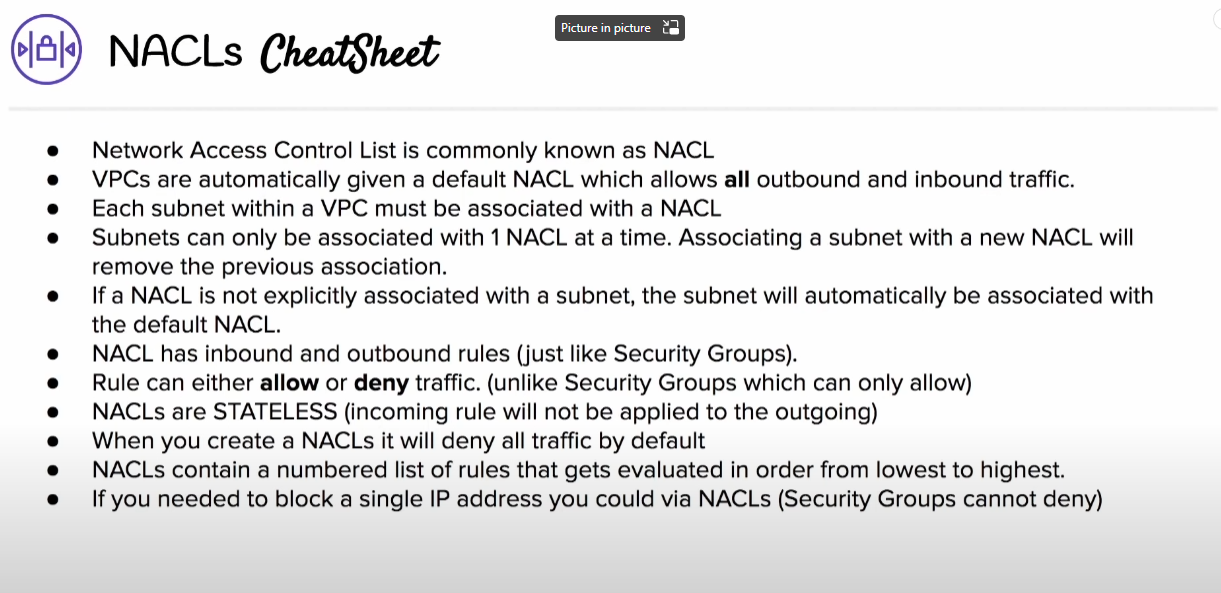 Picture in picture
NACLs CheatSheet
● Network Access Control List is commonly known as NACL
● VPCs are automatically given a default NACL which allows all outbound and inbound traffic.
● Each subnet within a VPC must be associated with a NACL
● Subnets can only be associated with 1 NACL at a time. Associating a subnet with a new NACL will
remove the previous association.
● If a NACL is not explicitly associated with a subnet, the subnet will automatically be associated with
the default NACL.
● NACL has inbound and outbound rules (just like Security Groups).
● Rule can either allow or deny traffic. (unlike Security Groups which can only allow)
● NACLs are STATELESS (incoming rule will not be applied to the outgoing)
● When you create a NACLs it will deny all traffic by default
● NACLs contain a numbered list of rules that gets evaluated in order from lowest to highest.
● If you needed to block a single IP address you could via NACLs (Security Groups cannot deny)